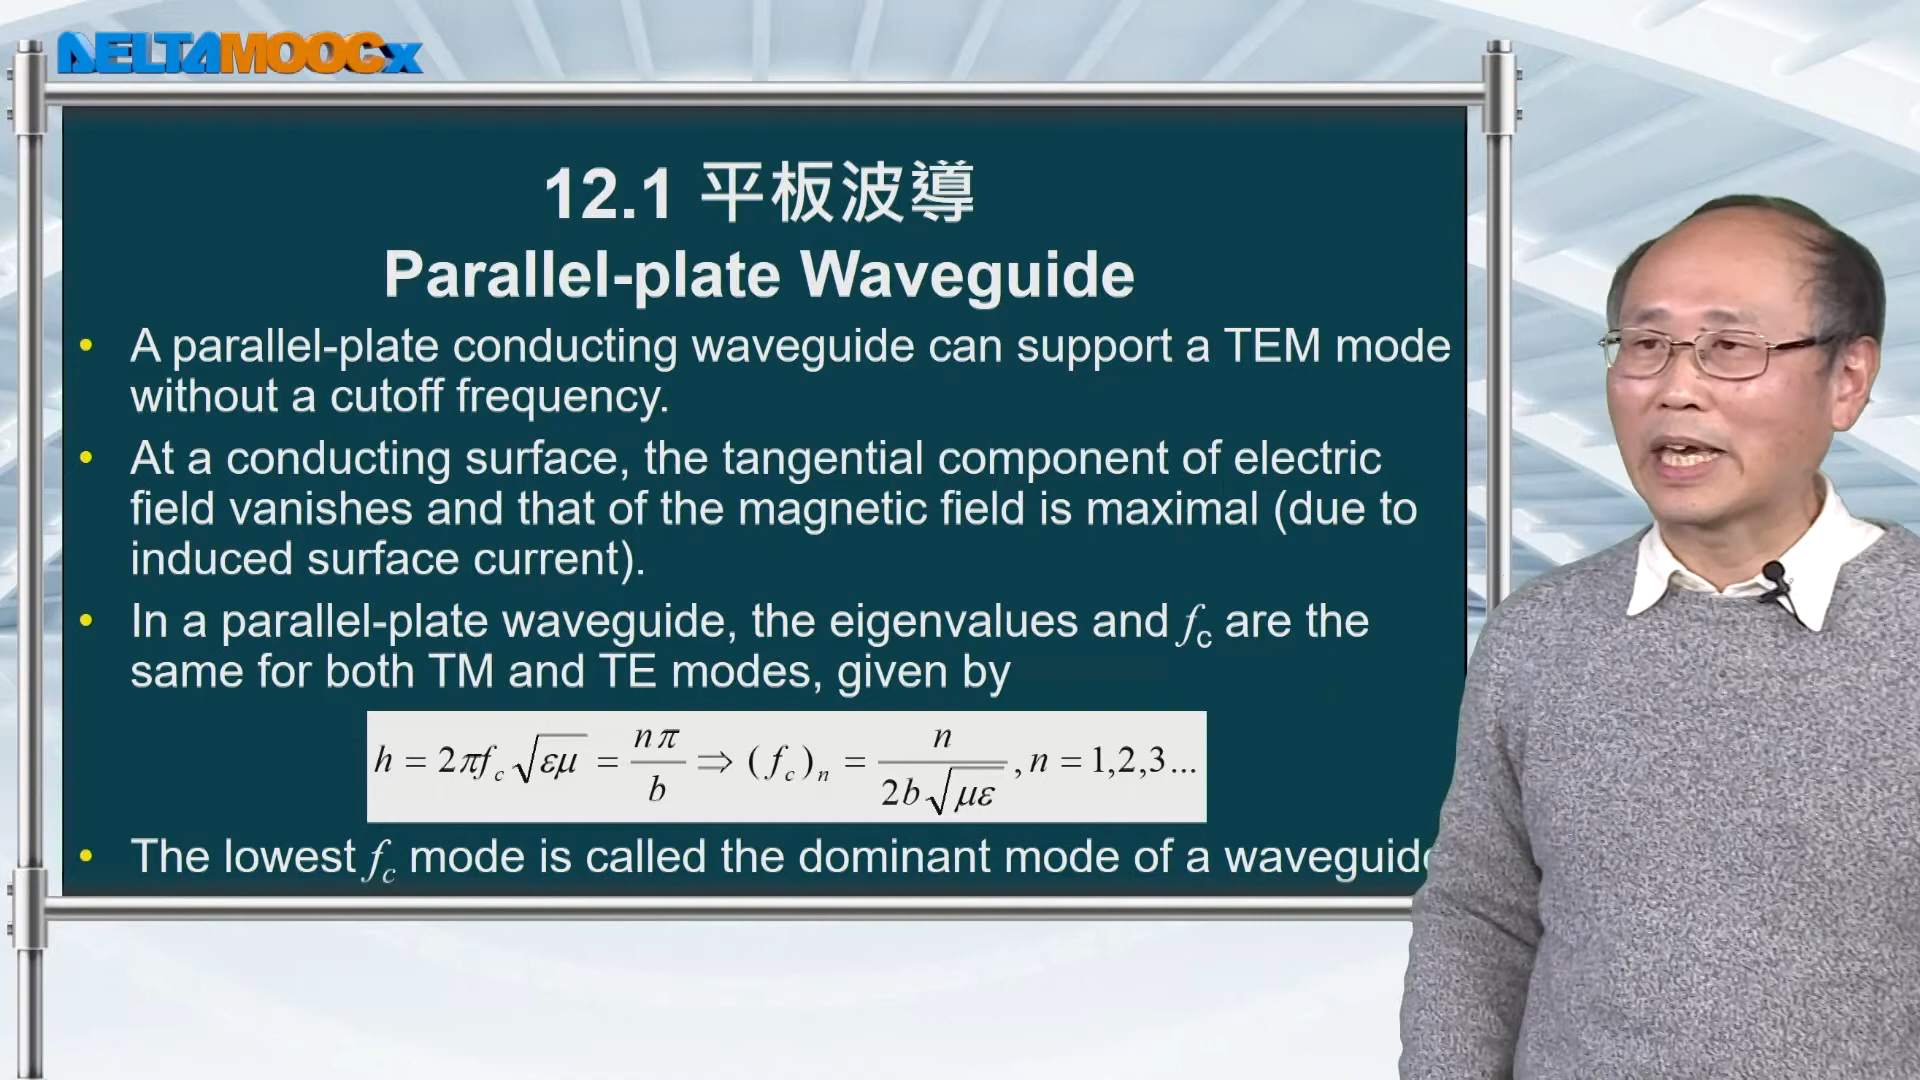 DELTAMOOCx
12.1 平板波導
Parallel-plate Waveguide
• A parallel-plate conducting waveguide can support a TEM mode
without a cutoff frequency.
• At a conducting surface, the tangential component of electric
field vanishes and that of the magnetic field is maximal (due to
induced surface current).
• In a parallel-plate waveguide, the eigenvalues and fc are the
same for both TM and TE modes, given by
h = 2πf_c √εμ = nπ/b ⇒ (f_c)_n = n/(2b√με), n = 1,2,3...
• The lowest fc mode is called the dominant mode of a waveguide